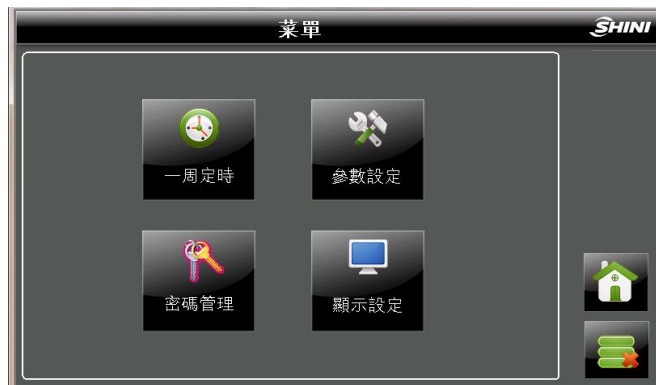 菜單
SHINI
一周定時
參數設定
密碼管理
顯示設定